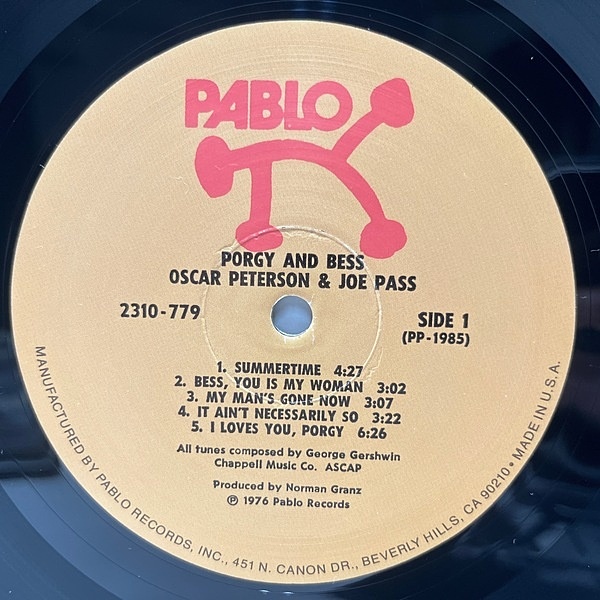 PABLO
PORGY AND BESS
OSCAR PETERSON & JOE PASS
2310-779
SIDE 1
(PP-1985)
1. SUMMERTIME 4:27
2. BESS, YOU IS MY WOMAN 3:02
3. MY MAN'S GONE NOW 3:07
4. IT AIN'T NECESSARILY SO 3:22
5. I LOVES YOU, PORGY 6:26
All tunes composed by George Gershwin
Chappell Music Co. ASCAP
Produced by Norman Granz
℗ 1976 Pablo Records
MANUFACTURED BY PABLO RECORDS, INC., 451 N. CANON DR., BEVERLY HILLS, CA 90210 • MADE IN U.S.A.